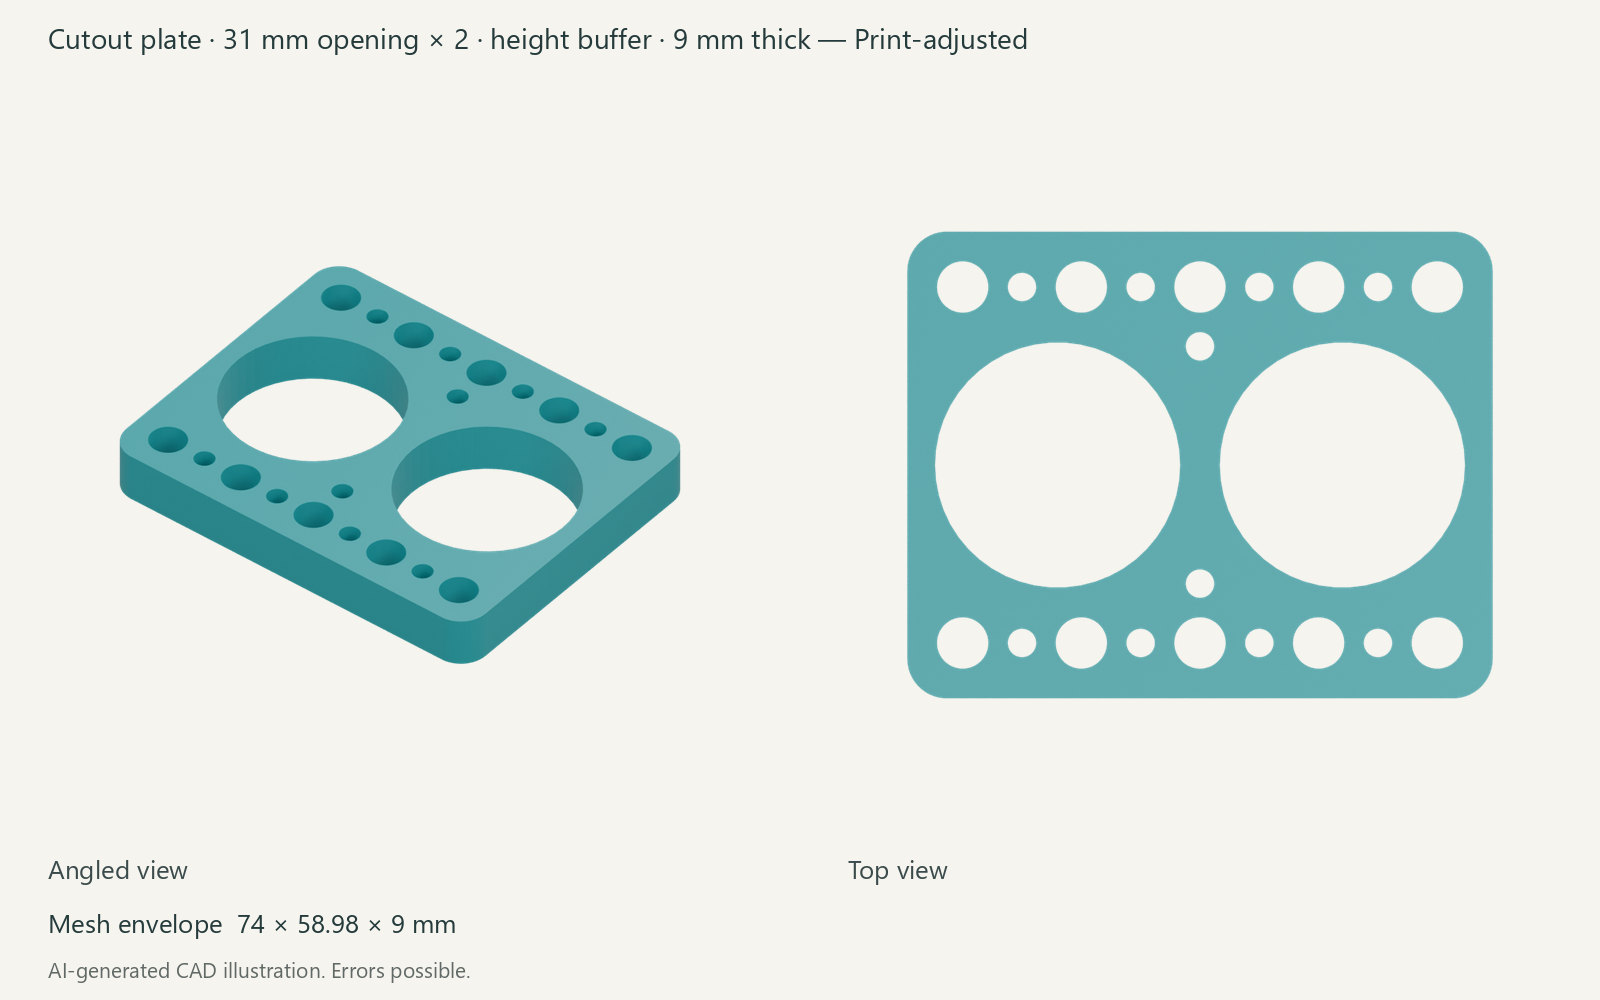 Cutout plate · 31 mm opening × 2 · height buffer · 9 mm thick — Print-adjusted
Angled view
Top view
Mesh envelope 74 × 58.98 × 9 mm
AI-generated CAD illustration. Errors possible.